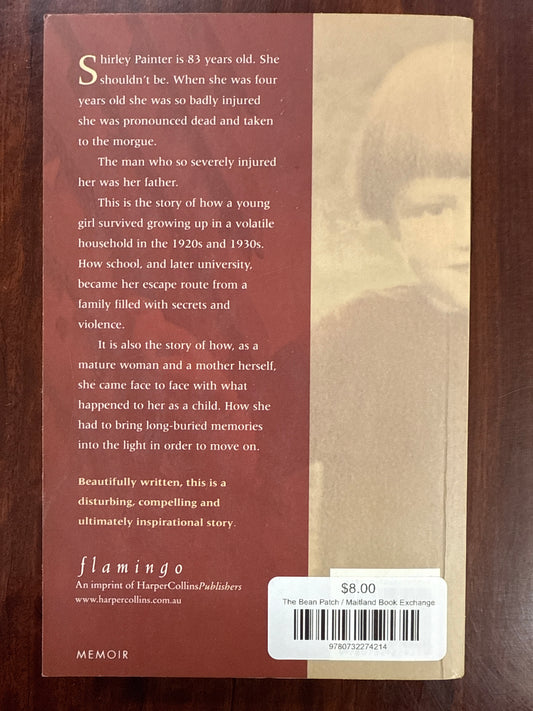 Shirley Painter is 83 years old. She
shouldn't be. When she was four
years old she was so badly injured
she was pronounced dead and taken
to the morgue.
The man who so severely injured
her was her father.
This is the story of how a young
girl survived growing up in a volatile
household in the 1920s and 1930s.
How school, and later university,
became her escape route from a
family filled with secrets and
violence.
It is also the story of how, as a
mature woman and a mother herself,
she came face to face with what
happened to her as a child. How she
had to bring long-buried memories
into the light in order to move on.
Beautifully written, this is a
disturbing, compelling and
ultimately inspirational story.
flamingo
An imprint of HarperCollinsPublishers
www.harpercollins.com.au
MEMOIR
$8.00
The Bean Patch / Maitland Book Exchange
9780732274214